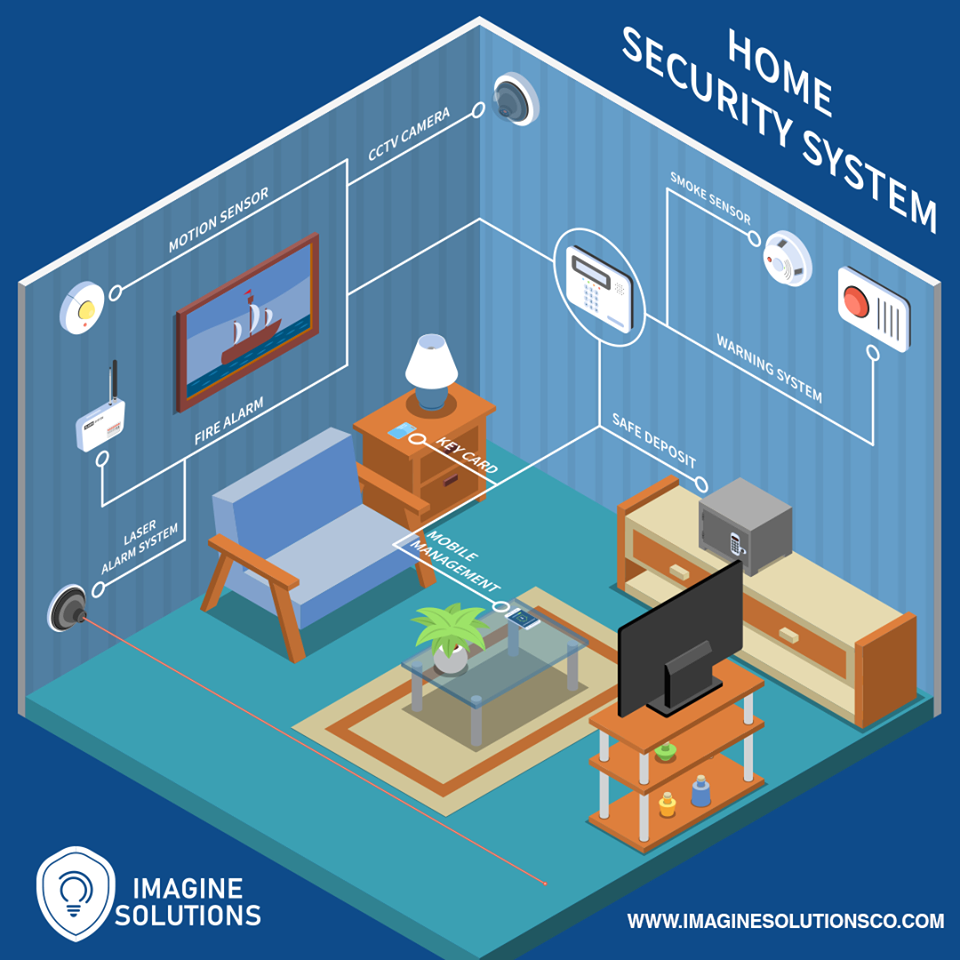 HOME
SECURITY SYSTEM
CCTV CAMERA
MOTION SENSOR
SMOKE SENSOR
WARNING SYSTEM
FIRE ALARM
SAFE DEPOSIT
KEY CARD
LASER
ALARM SYSTEM
MOBILE
MANAGEMENT
IMAGINE
SOLUTIONS
WWW.IMAGINESOLUTIONSCO.COM